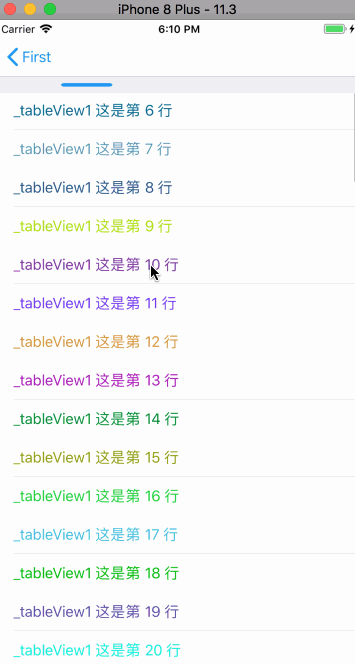 iPhone 8 Plus - 11.3
Carrier 6:10 PM
First
_tableView1 这是第 6 行
_tableView1 这是第 7 行
_tableView1 这是第 8 行
_tableView1 这是第 9 行
_tableView1 这是第 10 行
_tableView1 这是第 11 行
_tableView1 这是第 12 行
_tableView1 这是第 13 行
_tableView1 这是第 14 行
_tableView1 这是第 15 行
_tableView1 这是第 16 行
_tableView1 这是第 17 行
_tableView1 这是第 18 行
_tableView1 这是第 19 行
_tableView1 这是第 20 行